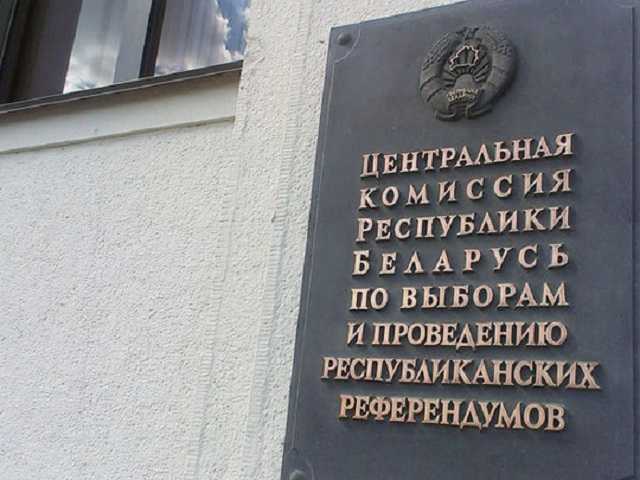 ЦЕНТРАЛЬНАЯ
КОМИССИЯ
РЕСПУБЛИКИ
БЕЛАРУСЬ
ПО ВЫБОРАМ
И ПРОВЕДЕНИЮ
РЕСПУБЛИКАНСКИХ
РЕФЕРЕНДУМОВ